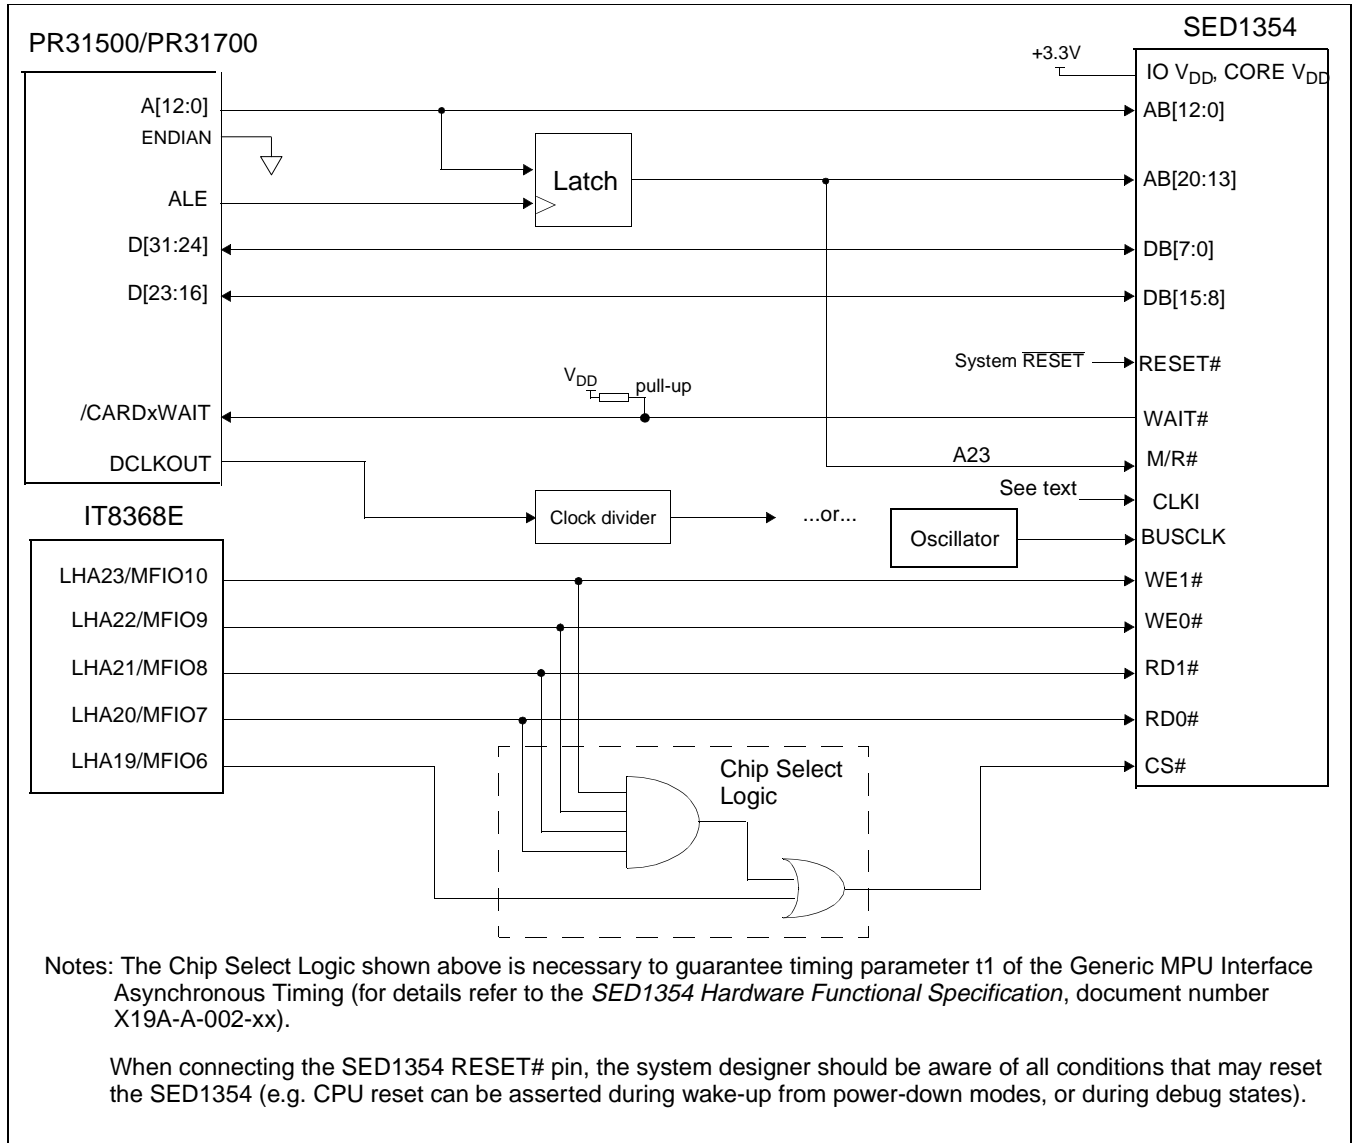 PR31500/PR31700
SED1354
+3.3V
IO VDD, CORE VDD
A[12:0]
AB[12:0]
ENDIAN
Latch
AB[20:13]
ALE
D[31:24]
DB[7:0]
D[23:16]
DB[15:8]
System RESET
RESET#
VDD
pull-up
/CARDxWAIT
WAIT#
DCLKOUT
A23
M/R#
See text
CLKI
IT8368E
Clock divider
...or...
Oscillator
BUSCLK
LHA23/MFIO10
WE1#
LHA22/MFIO9
WE0#
LHA21/MFIO8
RD1#
LHA20/MFIO7
RD0#
LHA19/MFIO6
CS#
Chip Select
Logic
Notes: The Chip Select Logic shown above is necessary to guarantee timing parameter t1 of the Generic MPU Interface
Asynchronous Timing (for details refer to the SED1354 Hardware Functional Specification, document number
X19A-A-002-xx).
When connecting the SED1354 RESET# pin, the system designer should be aware of all conditions that may reset
the SED1354 (e.g. CPU reset can be asserted during wake-up from power-down modes, or during debug states).